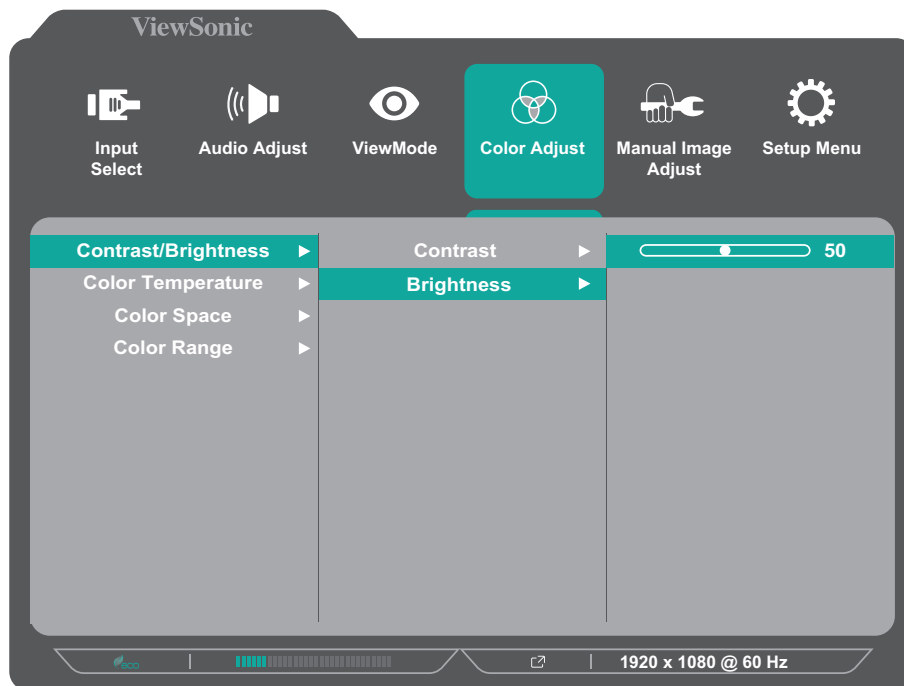 ViewSonic
Input Select
Audio Adjust
ViewMode
Color Adjust
Manual Image Adjust
Setup Menu
Contrast/Brightness
Contrast
50
Color Temperature
Brightness
Color Space
Color Range
eco
1920 x 1080 @ 60 Hz